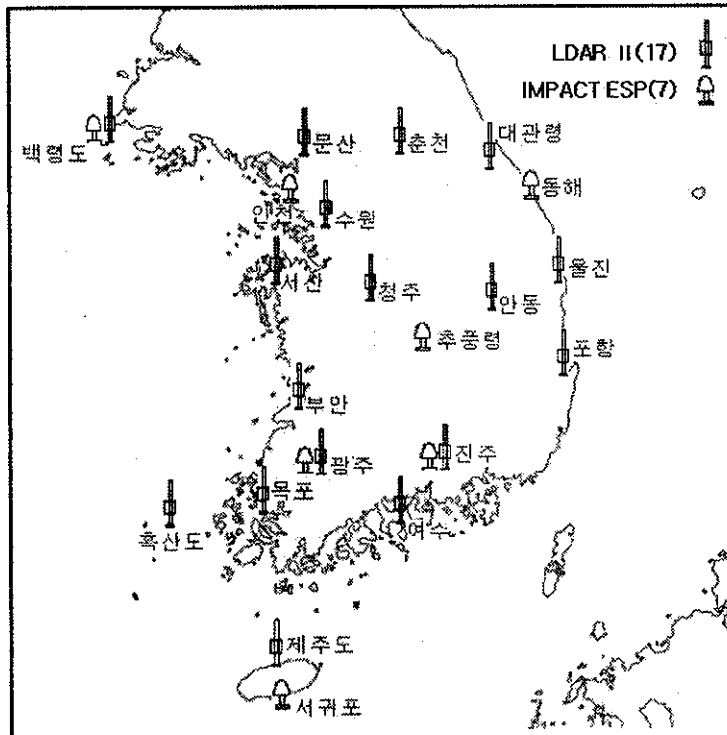 LDAR II(17)
IMPACT ESP(7)
백령도
문산
춘천
대관령
동해
인천
수원
서산
청주
안동
울진
추풍령
포항
부안
광주
진주
목포
흑산도
여수
제주도
서귀포